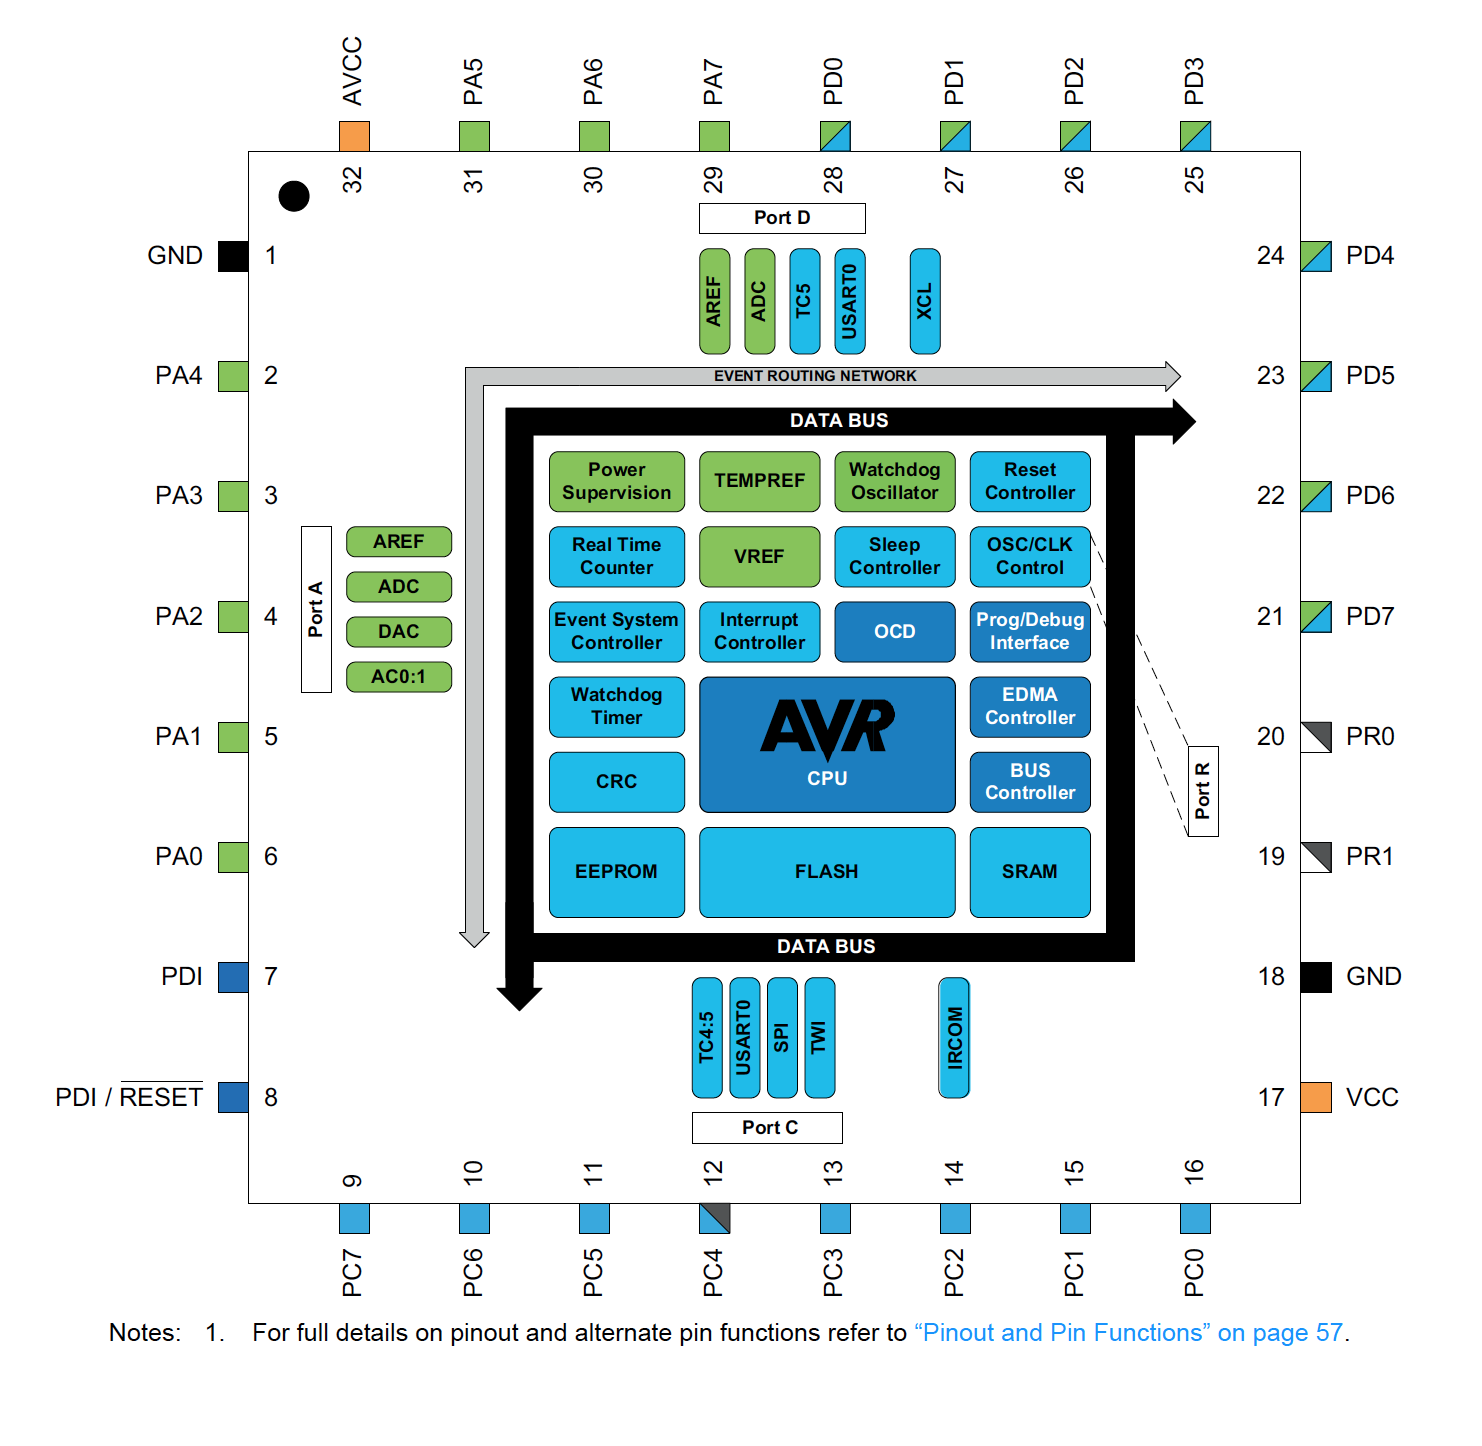 AVCC
PA5
PA6
PA7
PD0
PD1
PD2
PD3
32
31
30
29
28
27
26
25
Port D
GND
1
24
PD4
AREF
ADC
TC5
USART0
XCL
PA4
2
EVENT ROUTING NETWORK
23
PD5
DATA BUS
PA3
3
Power
Supervision
TEMPREF
Watchdog
Oscillator
Reset
Controller
22
PD6
Port A
AREF
ADC
DAC
AC0:1
Real Time
Counter
VREF
Sleep
Controller
OSC/CLK
Control
PA2
4
Event System
Controller
Interrupt
Controller
OCD
Prog/Debug
Interface
21
PD7
PA1
5
Watchdog
Timer
AVR
CPU
EDMA
Controller
20
PR0
CRC
BUS
Controller
Port R
PA0
6
EEPROM
FLASH
SRAM
19
PR1
DATA BUS
PDI
7
18
GND
TC4:5
USART0
SPI
TWI
IRCOM
PDI / RESET
8
17
VCC
Port C
9
10
11
12
13
14
15
16
PC7
PC6
PC5
PC4
PC3
PC2
PC1
PC0
Notes: 1. For full details on pinout and alternate pin functions refer to “Pinout and Pin Functions” on page 57.